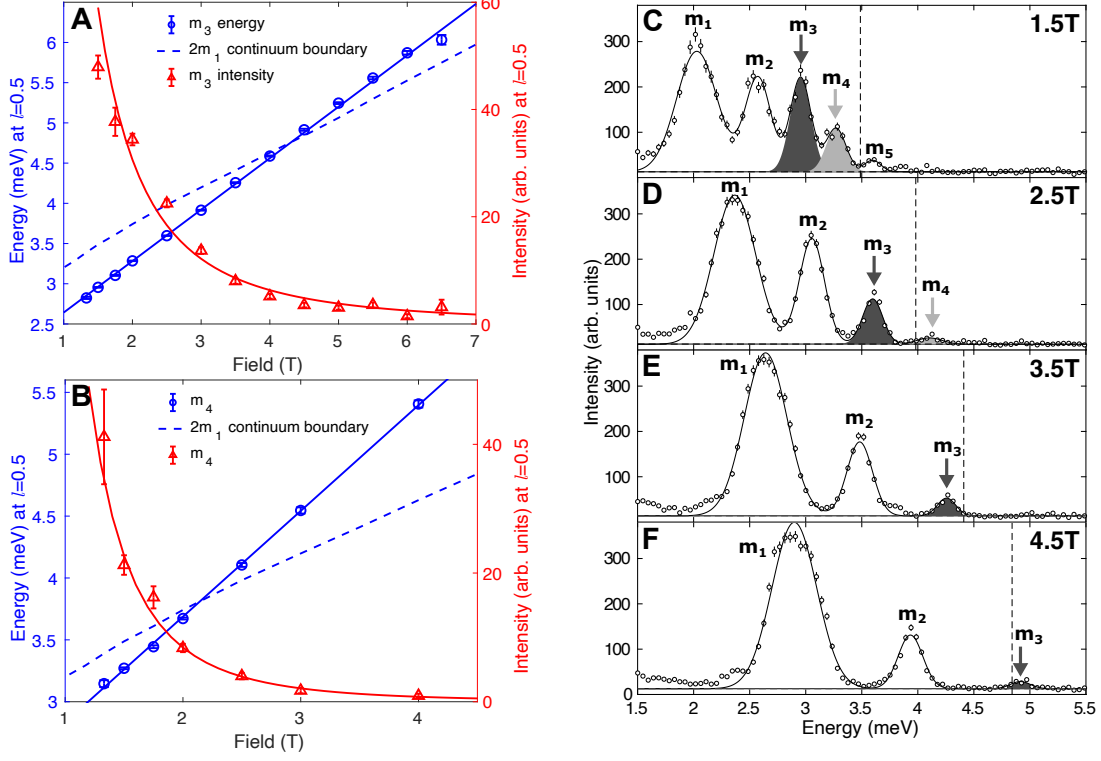 A
m3 energy
2m1 continuum boundary
m3 intensity
Energy (meV) at l=0.5
6
5.5
5
4.5
4
3.5
3
2.5
Intensity (arb. units) at l=0.5
60
40
20
0
1 2 3 4 5 6 7
Field (T)
B
m4
2m1 continuum boundary
m4
Energy (meV) at l=0.5
5.5
5
4.5
4
3.5
3
Intensity (arb. units) at l=0.5
40
20
0
1 2 3 4
Field (T)
Intensity (arb. units)
C 1.5T
m1
m2
m3
m4
m5
300
200
100
D 2.5T
m1
m2
m3
m4
300
200
100
E 3.5T
m1
m2
m3
300
200
100
F 4.5T
m1
m2
m3
300
200
100
0
1.5 2 2.5 3 3.5 4 4.5 5 5.5
Energy (meV)